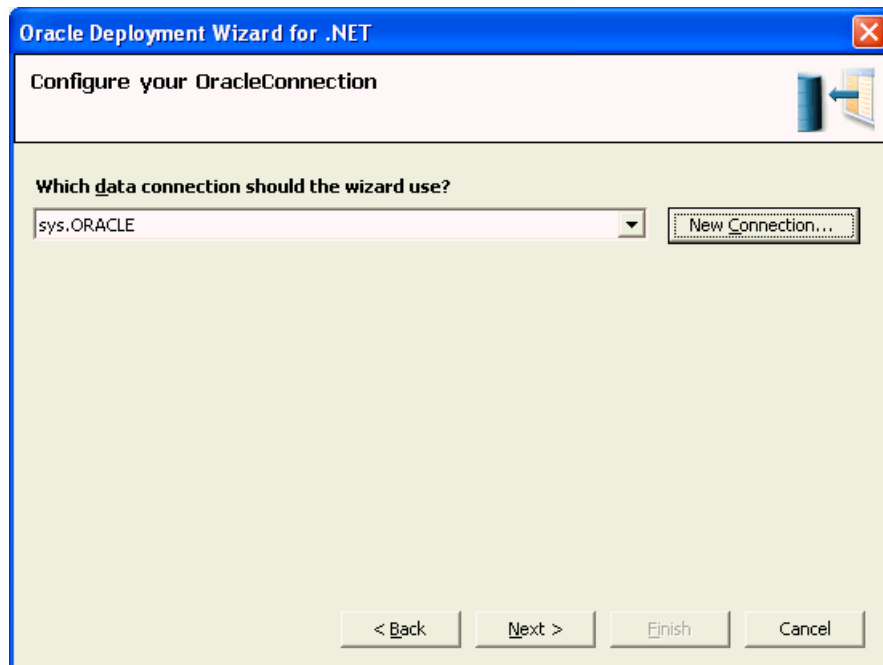 Oracle Deployment Wizard for .NET
Configure your OracleConnection
Which data connection should the wizard use?
sys.ORACLE
New Connection...
< Back
Next >
Finish
Cancel